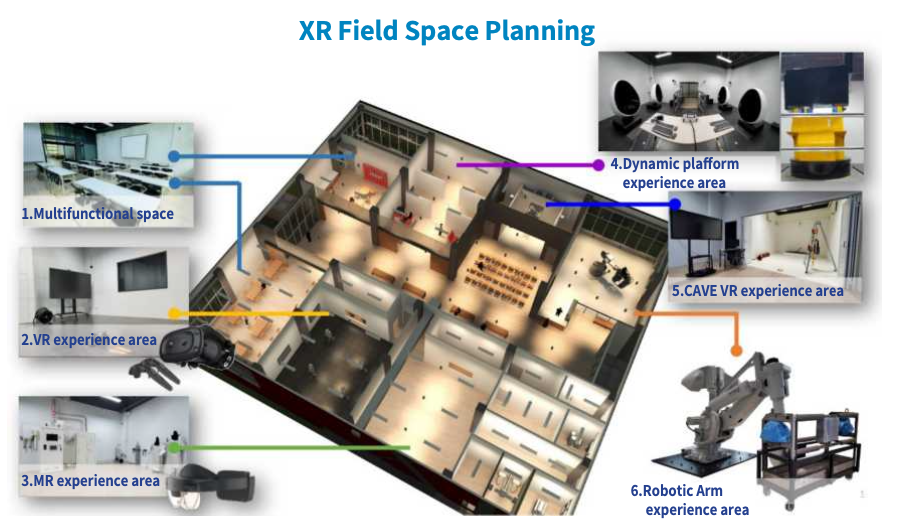 XR Field Space Planning
1.Multifunctional space
2.VR experience area
3.MR experience area
4.Dynamic plafform
experience area
5.CAVE VR experience area
6.Robotic Arm
experience area
1